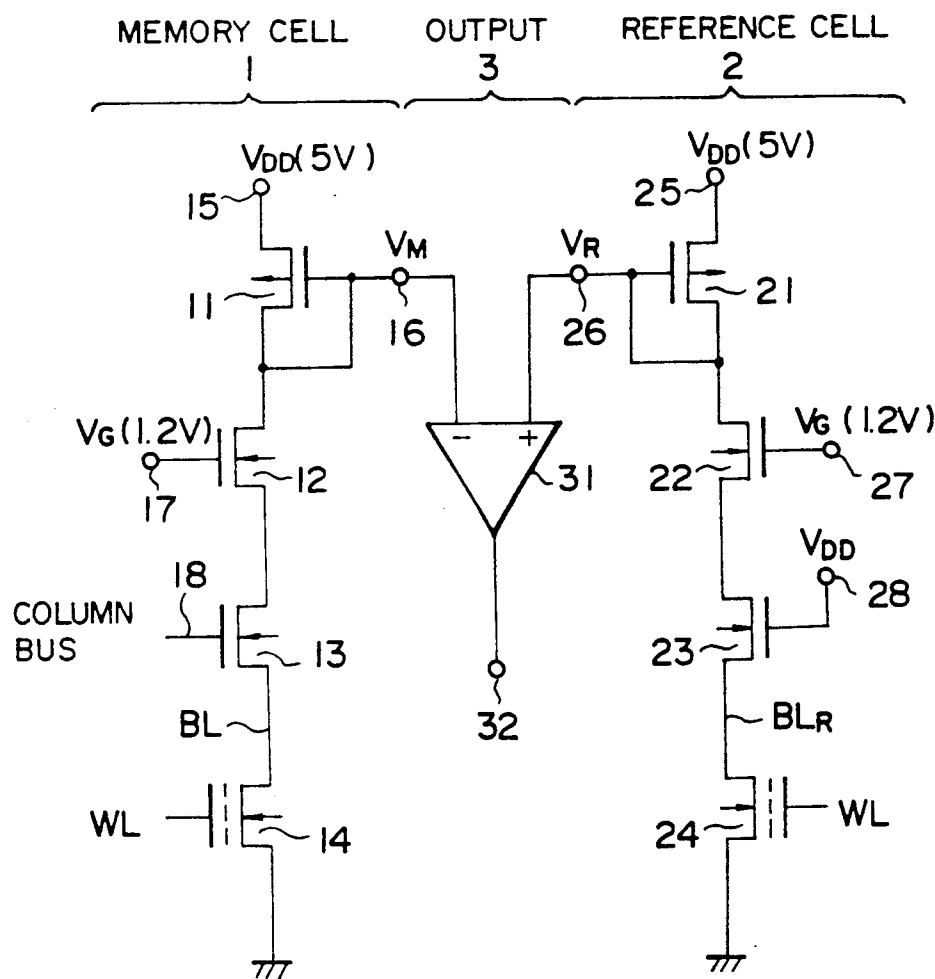 MEMORY CELL OUTPUT REFERENCE CELL
1 3 2
VDD(5V) VDD(5V)
15 25
VM VR
11 16 26 21
VG(1.2V) VG(1.2V)
- +
17 12 31 22 27
VDD
18 28
COLUMN
BUS
13 23
32
BL BLR
WL WL
14 24